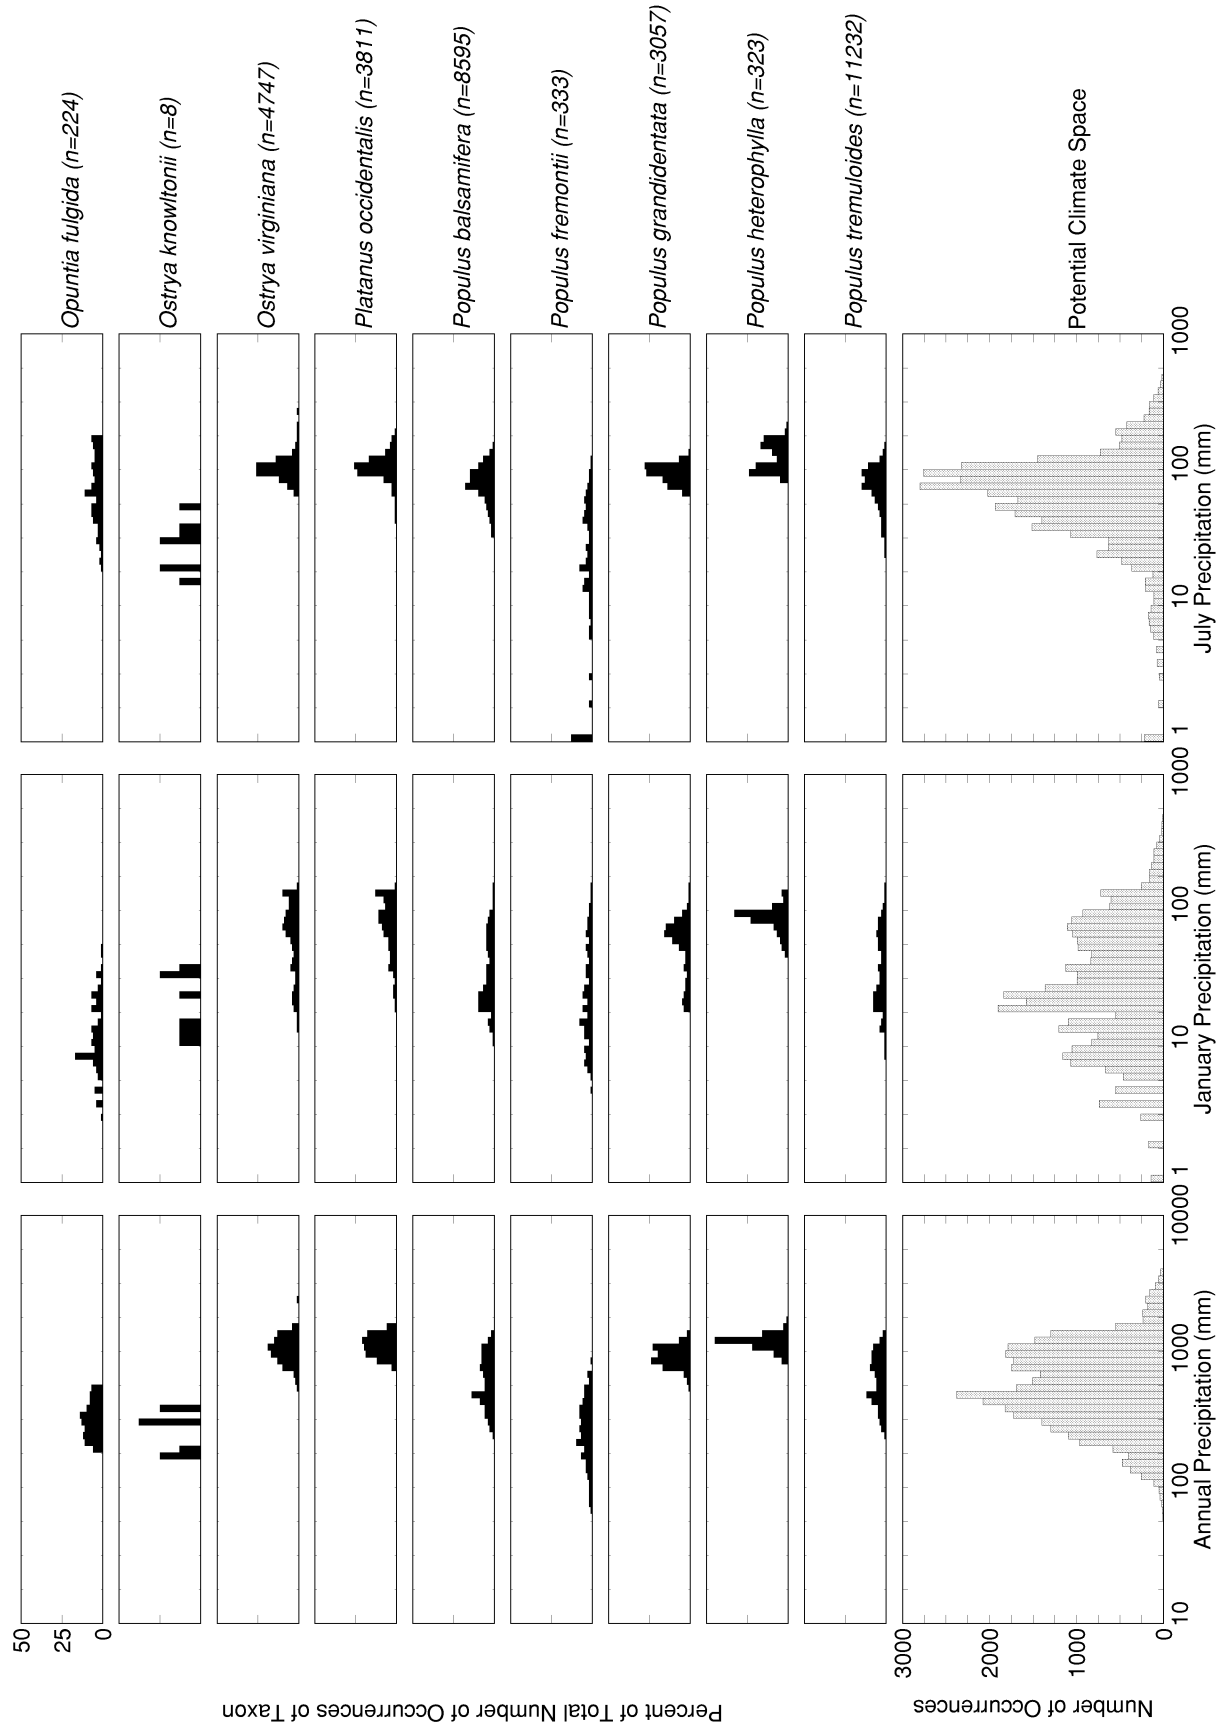 50
25
0
Opuntia fulgida (n=224)
Ostrya knowltonii (n=8)
Ostrya virginiana (n=4747)
Platanus occidentalis (n=3811)
Populus balsamifera (n=8595)
Populus fremontii (n=333)
Populus grandidentata (n=3057)
Populus heterophylla (n=323)
Populus tremuloides (n=11232)
Percent of Total Number of Occurrences of Taxon
3000
2000
1000
0
Number of Occurrences
Potential Climate Space
10
100
1000
10000
1
10
100
1000
1
10
100
1000
Annual Precipitation (mm)
January Precipitation (mm)
July Precipitation (mm)